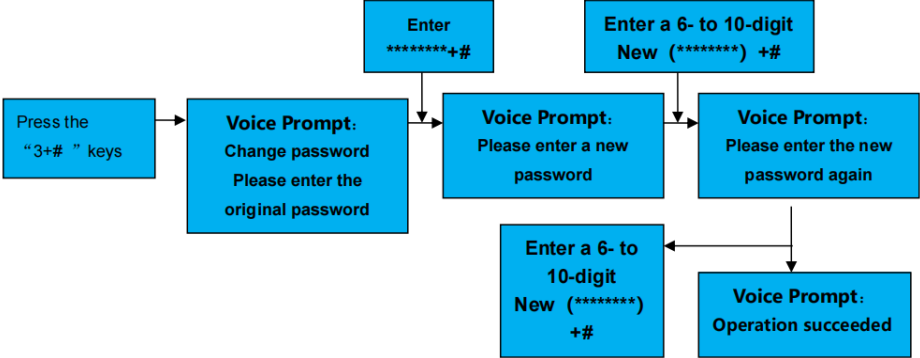 Enter
********+#
Enter a 6- to 10-digit
New（********）+#
Press the
“3+#”keys
Voice Prompt：
Change password
Please enter the
original password
Voice Prompt：
Please enter a new
password
Voice Prompt：
Please enter the new
password again
Enter a 6- to
10-digit
New（********）
+#
Voice Prompt：
Operation succeeded